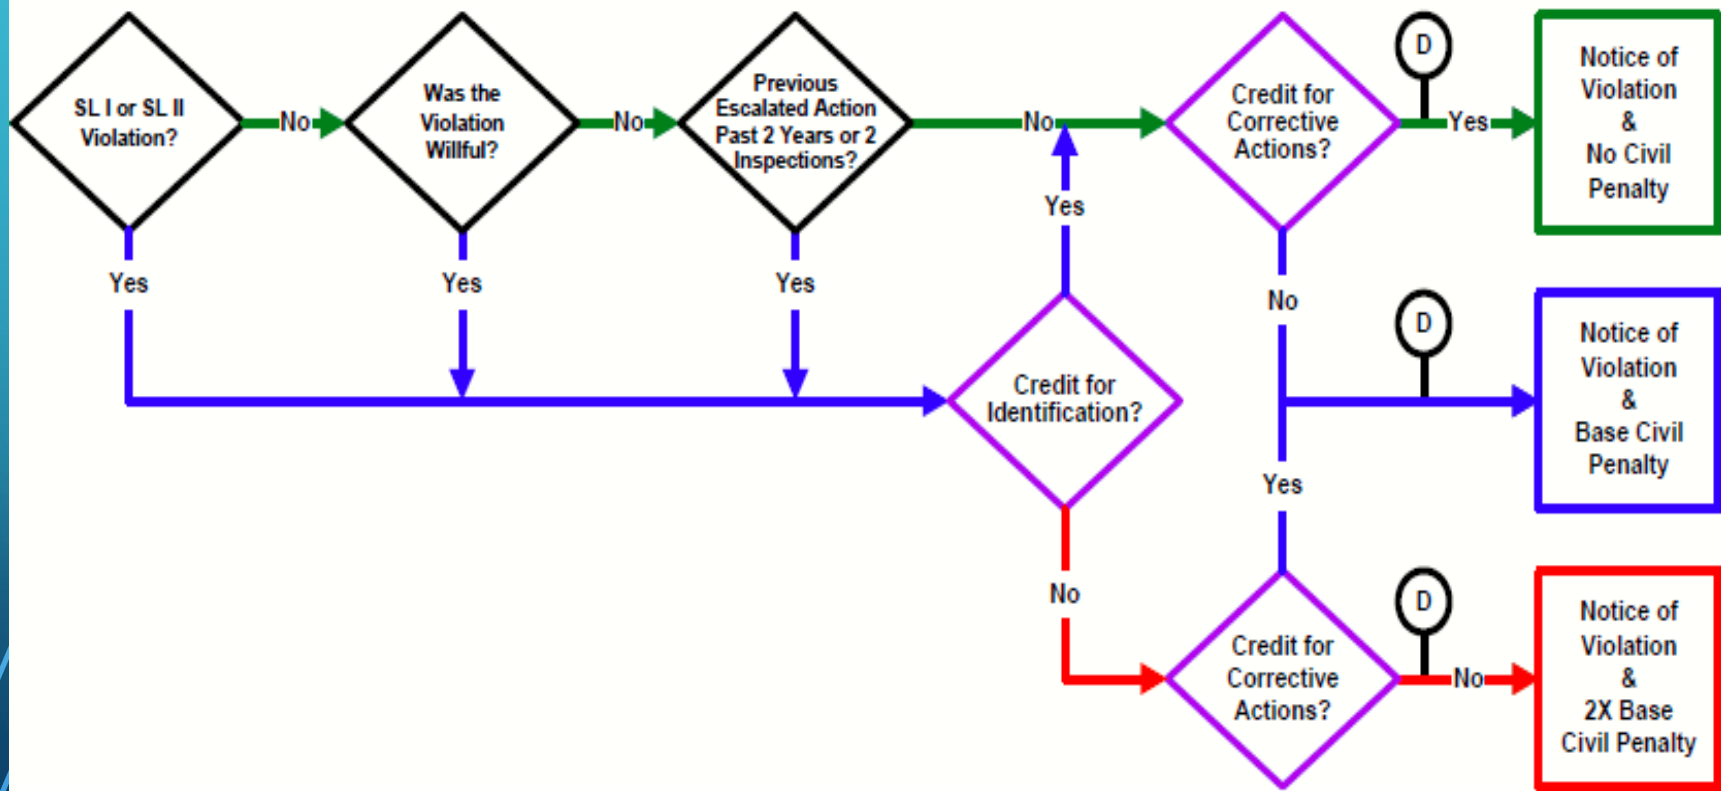 SL I or SL II
Violation?
No
Was the
Violation
Willful?
No
Previous
Escalated Action
Past 2 Years or 2
Inspections?
No
Credit for
Corrective
Actions?
D
Yes
Notice of
Violation
&
No Civil
Penalty
Yes
Yes
Yes
Yes
No
Credit for
Identification?
D
Notice of
Violation
&
Base Civil
Penalty
Yes
No
Credit for
Corrective
Actions?
D
No
Notice of
Violation
&
2X Base
Civil Penalty